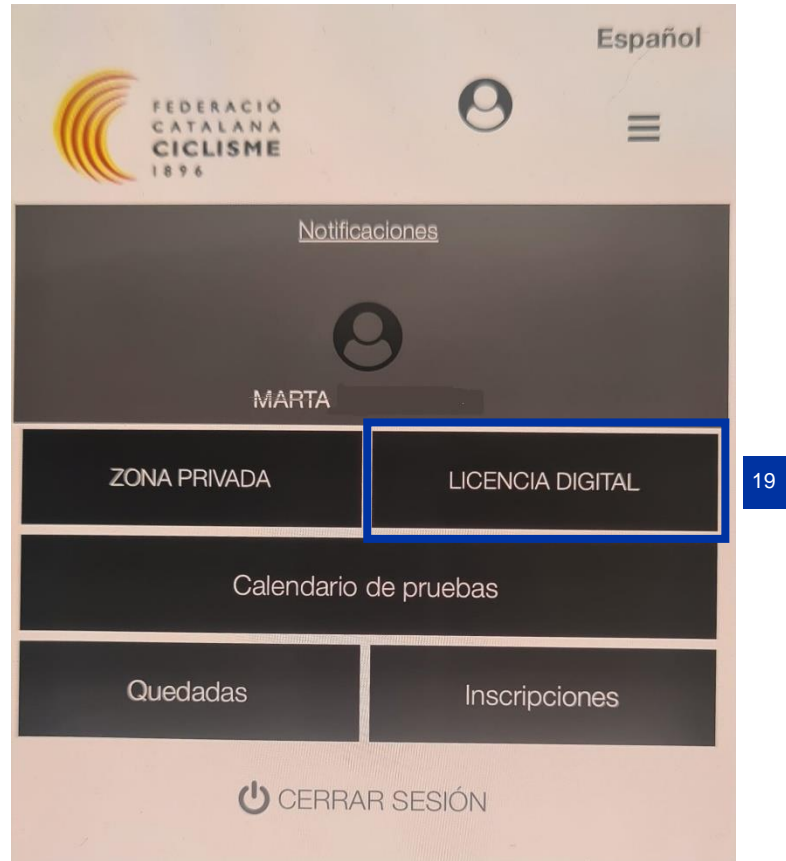 Español
FEDERACIÓ
CATALANA
CICLISME
1896
Notificaciones
MARTA
ZONA PRIVADA
LICENCIA DIGITAL
19
Calendario de pruebas
Quedadas
Inscripciones
CERRAR SESIÓN